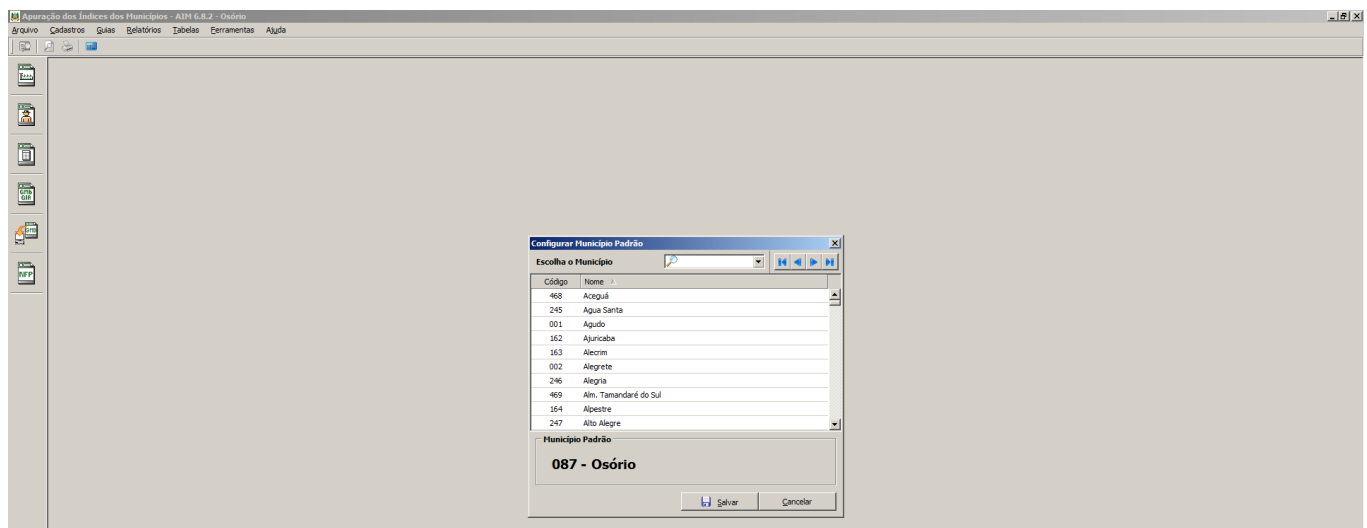 Apuração dos Índices dos Municípios - AIM 6.8.2 - Osório
Arquivo Cadastros Guias Relatórios Tabelas Ferramentas Ajuda
GMB
GIR
GMB
NFP
Configurar Município Padrão
Escolha o Município
Código Nome
468 Aceguá
245 Agua Santa
001 Agudo
162 Ajuricaba
163 Alecrim
002 Alegrete
246 Alegria
469 Alm. Tamandaré do Sul
164 Alpestre
247 Alto Alegre
Município Padrão
087 - Osório
Salvar Cancelar